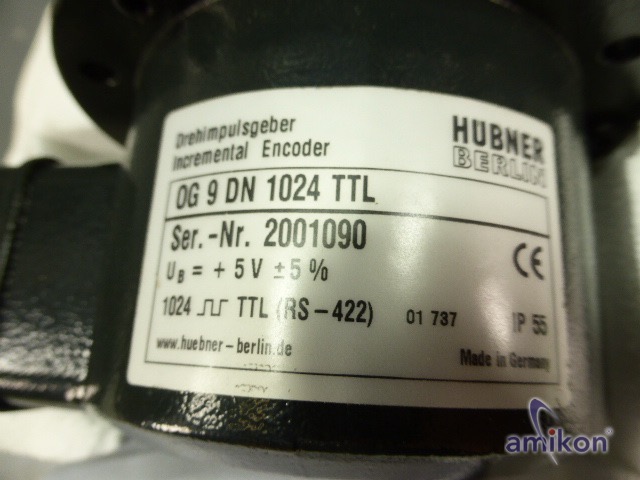 Drehimpulsgeber
Incremental Encoder
HÜBNER
BERLIN
OG 9 DN 1024 TTL
Ser.-Nr. 2001090
UB = + 5 V ±5 %
1024 TTL (RS-422) 01 737 IP 55
www.huebner-berlin.de
Made in Germany
CE
amikon